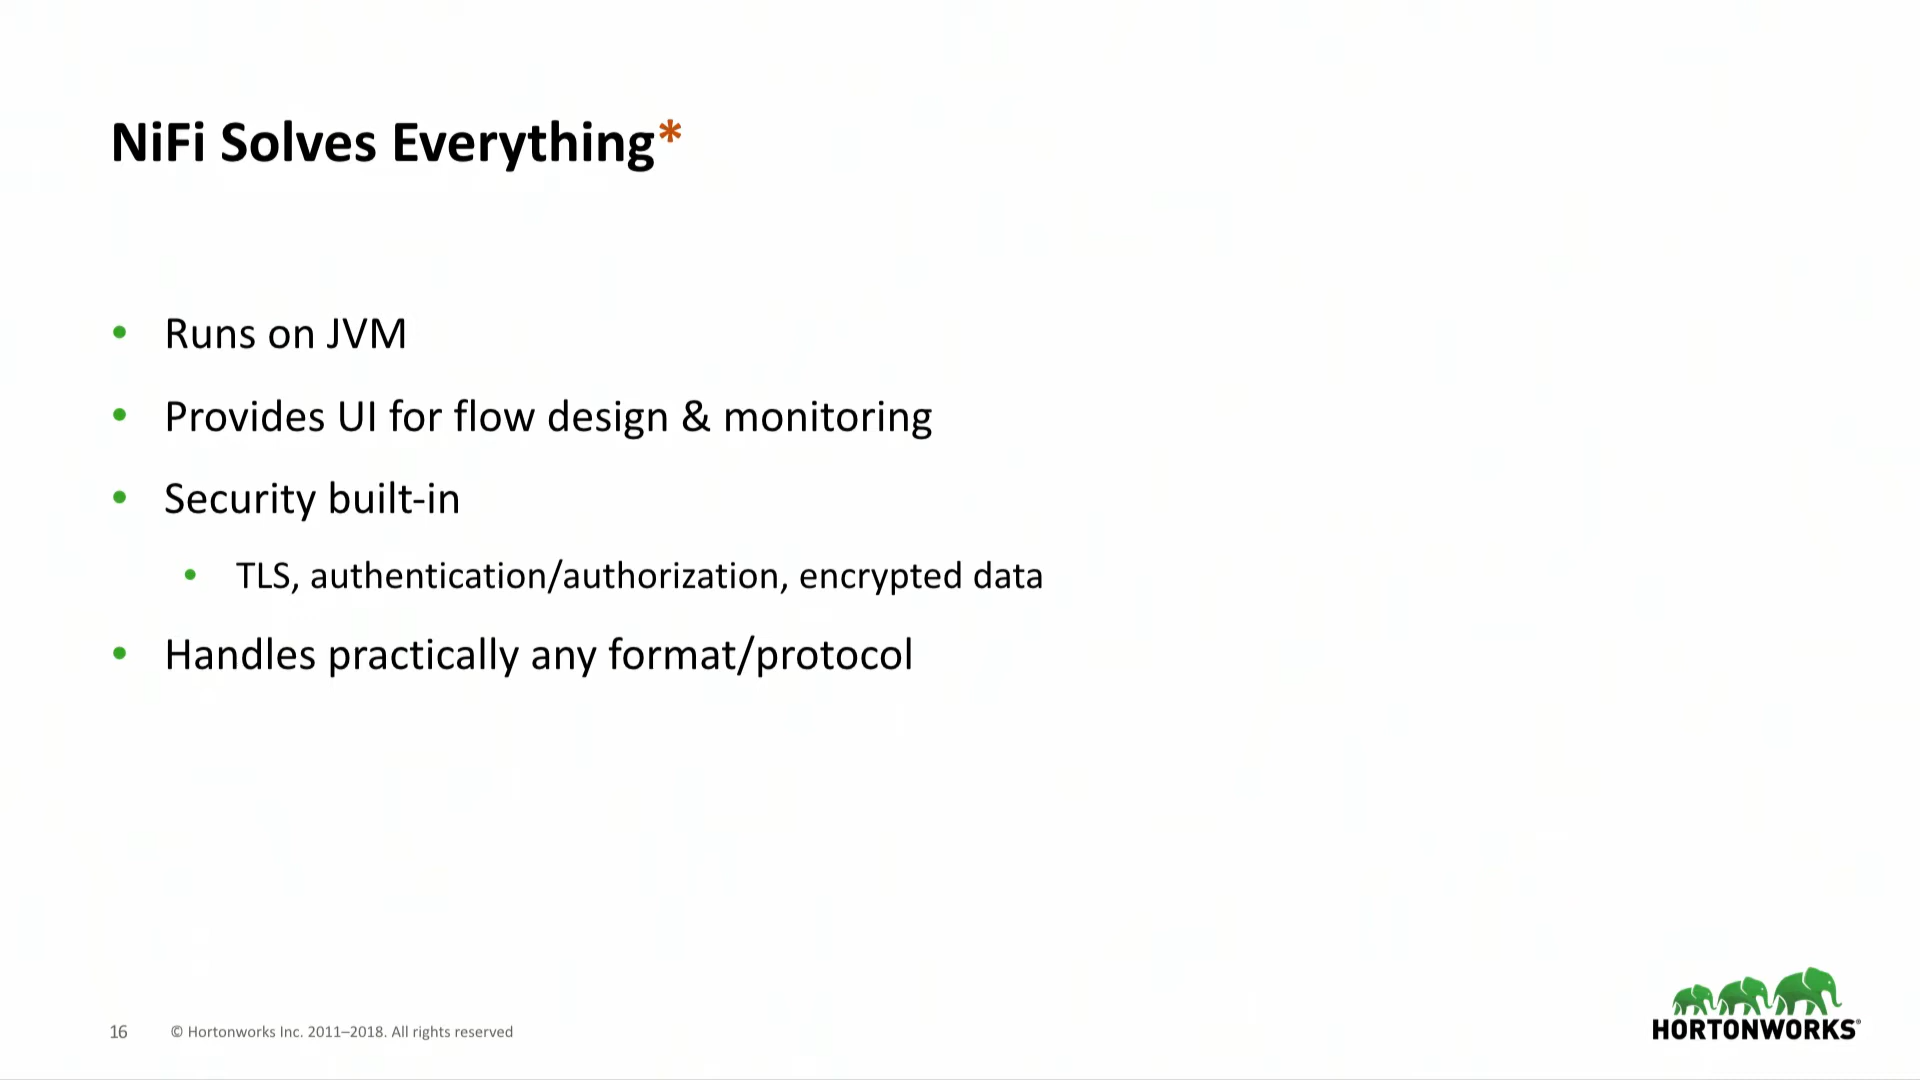 NiFi Solves Everything*
• Runs on JVM
• Provides UI for flow design & monitoring
• Security built-in
• TLS, authentication/authorization, encrypted data
• Handles practically any format/protocol
16 © Hortonworks Inc. 2011–2018. All rights reserved
HORTONWORKS®